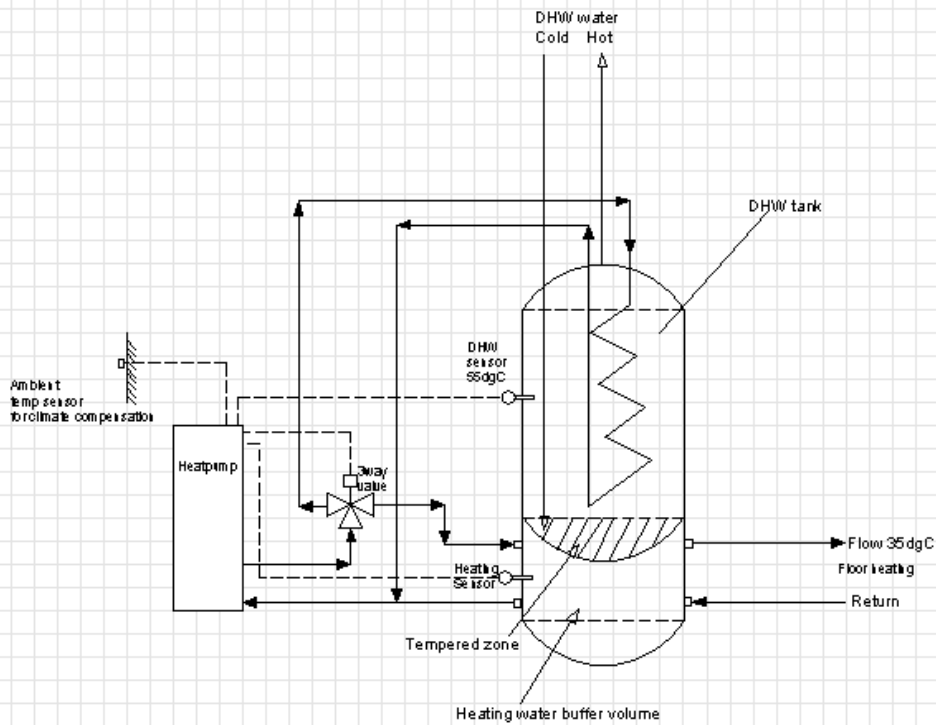 DHW water
Cold Hot
DHW tank
DHW
sensor
55dgC
Ambient
temp sensor
for climate compensation
Heatpump
3way
value
Flow 35dgC
Heating
Sensor
Floor heating
Return
Tempered zone
Heating water buffer volume